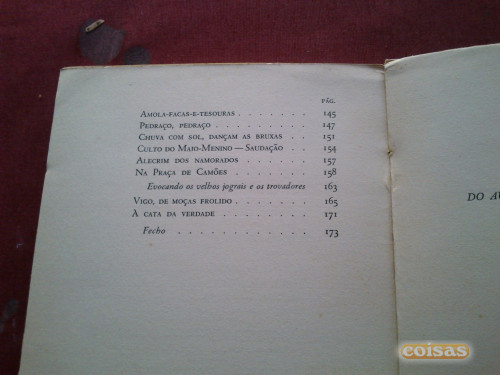 PÁG.
AMOLA-FACAS-E-TESOURAS . . . . . . 145
PEDRAÇO, PEDRAÇO . . . . . . . 147
CHUVA COM SOL, DANÇAM AS BRUXAS . . 151
CULTO DO MAIO-MENINO — SAUDAÇÃO . . 154
ALECRIM DOS NAMORADOS . . . . . 157
NA PRAÇA DE CAMÕES . . . . . . 158
Evocando os velhos jograis e os trovadores 163
VIGO, DE MOÇAS FROLIDO . . . . . 165
À CATA DA VERDADE . . . . . . . 171
Fecho . . . . . . . . . . . 173
DO
coisas